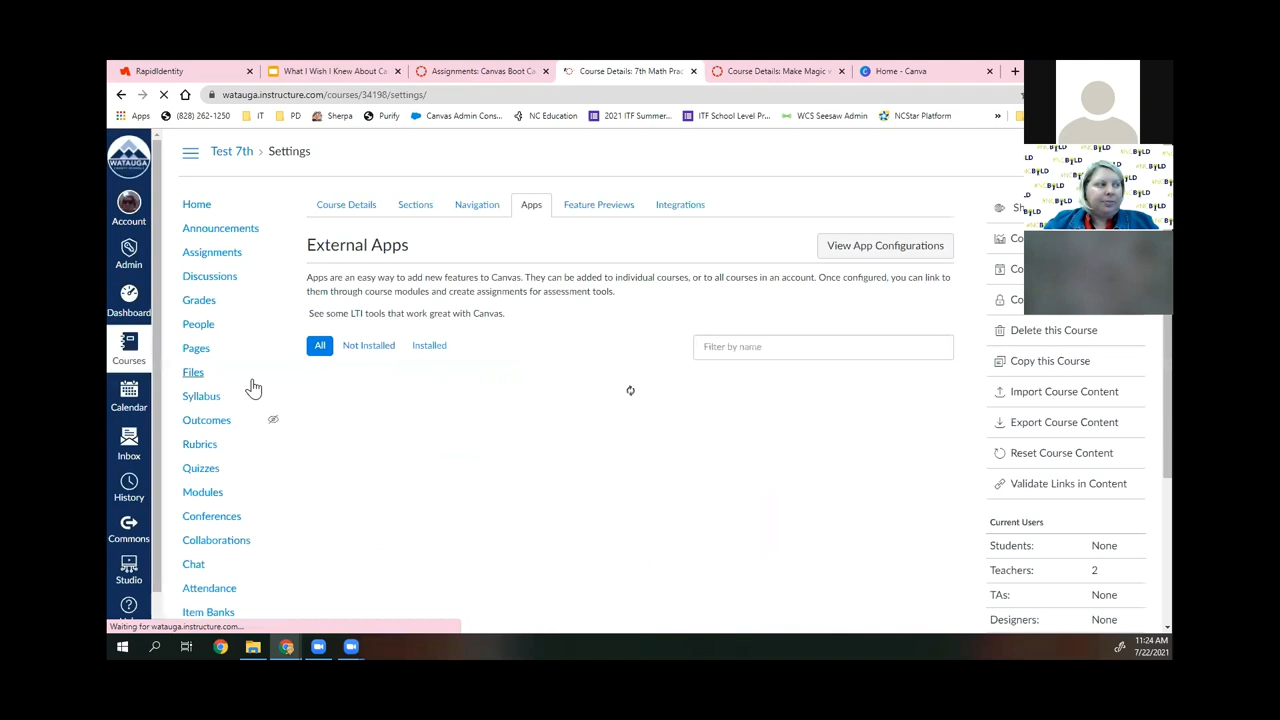 RapidIdentity
What I Wish I Knew About Ca
Assignments: Canvas Boot C
Course Details: 7th Math Prac
Course Details: Make Magic w
Home - Canva
watauga.instructure.com/courses/34198/settings/
Apps
(828) 262-1250
IT
PD
Sherpa
Purify
Canvas Admin Cons...
NC Education
2021 ITF Summer...
ITF School Level Pr...
WCS Seesaw Admin
NCStar Platform
WATAUGA
Test 7th > Settings
Account
Admin
Dashboard
Courses
Calendar
Inbox
History
Commons
Studio
Home
Announcements
Assignments
Discussions
Grades
People
Pages
Files
Syllabus
Outcomes
Rubrics
Quizzes
Modules
Conferences
Collaborations
Chat
Attendance
Item Banks
Course Details
Sections
Navigation
Apps
Feature Previews
Integrations
External Apps
View App Configurations
Apps are an easy way to add new features to Canvas. They can be added to individual courses, or to all courses in an account. Once configured, you can link to
them through course modules and create assignments for assessment tools.
See some LTI tools that work great with Canvas.
All
Not Installed
Installed
Filter by name
Delete this Course
Copy this Course
Import Course Content
Export Course Content
Reset Course Content
Validate Links in Content
Current Users
Students: None
Teachers: 2
TAs: None
Designers: None
#NCBOLD
Waiting for watauga.instructure.com...
11:24 AM
7/22/2021